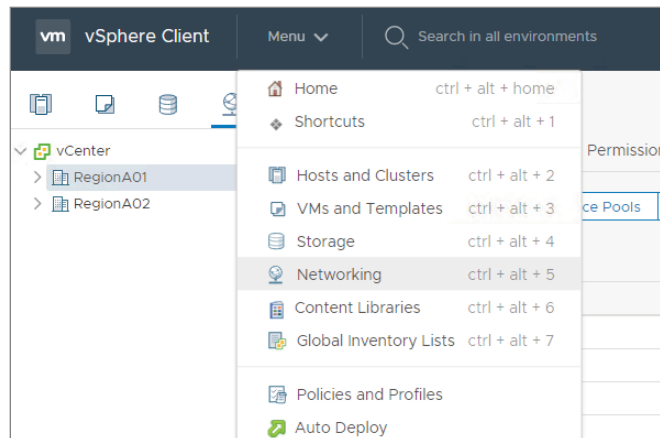 vm vSphere Client Menu Search in all environments
Home ctrl + alt + home
Shortcuts ctrl + alt + 1
vCenter
Permission
RegionA01
Hosts and Clusters ctrl + alt + 2
RegionA02
VMs and Templates ctrl + alt + 3
ce Pools
Storage ctrl + alt + 4
Networking ctrl + alt + 5
Content Libraries ctrl + alt + 6
Global Inventory Lists ctrl + alt + 7
Policies and Profiles
Auto Deploy